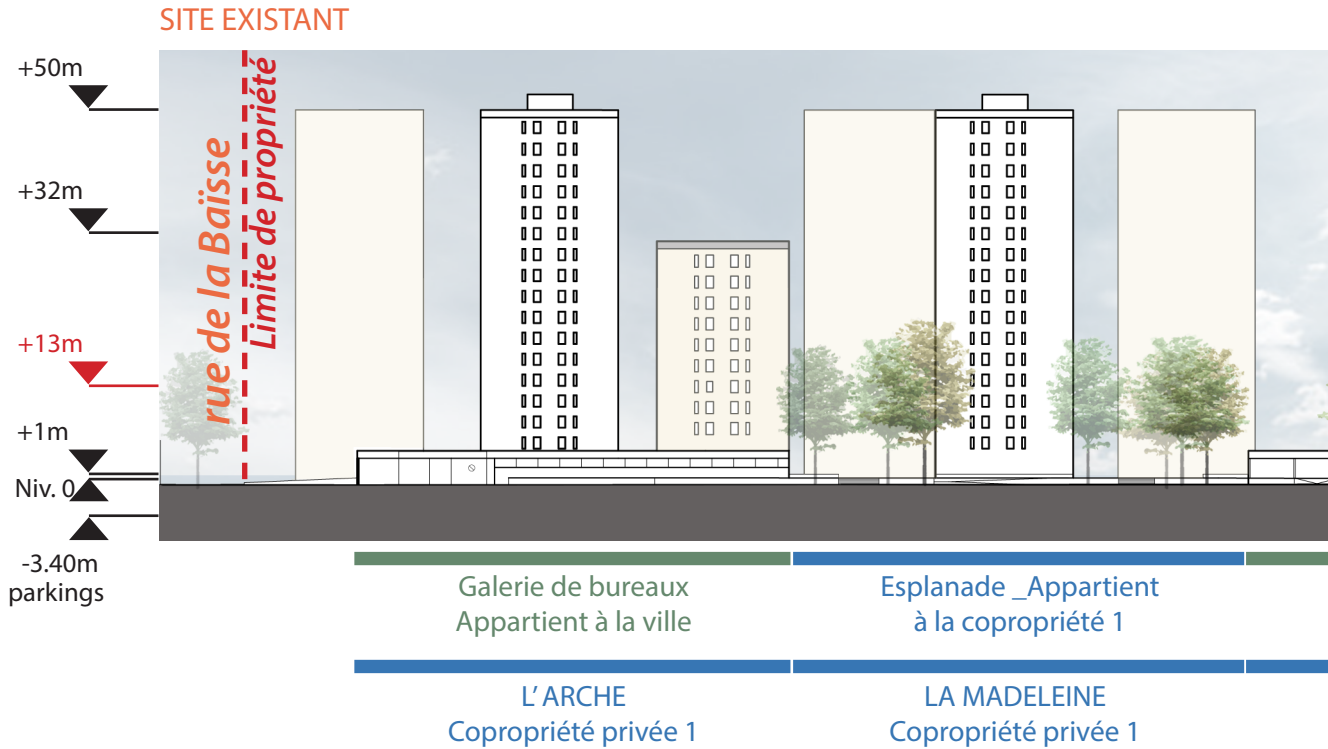 SITE EXISTANT
+50m
+32m
+13m
+1m
Niv. 0
-3.40m
parkings
rue de la Baïsse
Limite de propriété
Galerie de bureaux
Appartient à la ville
Esplanade _Appartient
à la copropriété 1
L' ARCHE
Copropriété privée 1
LA MADELEINE
Copropriété privée 1